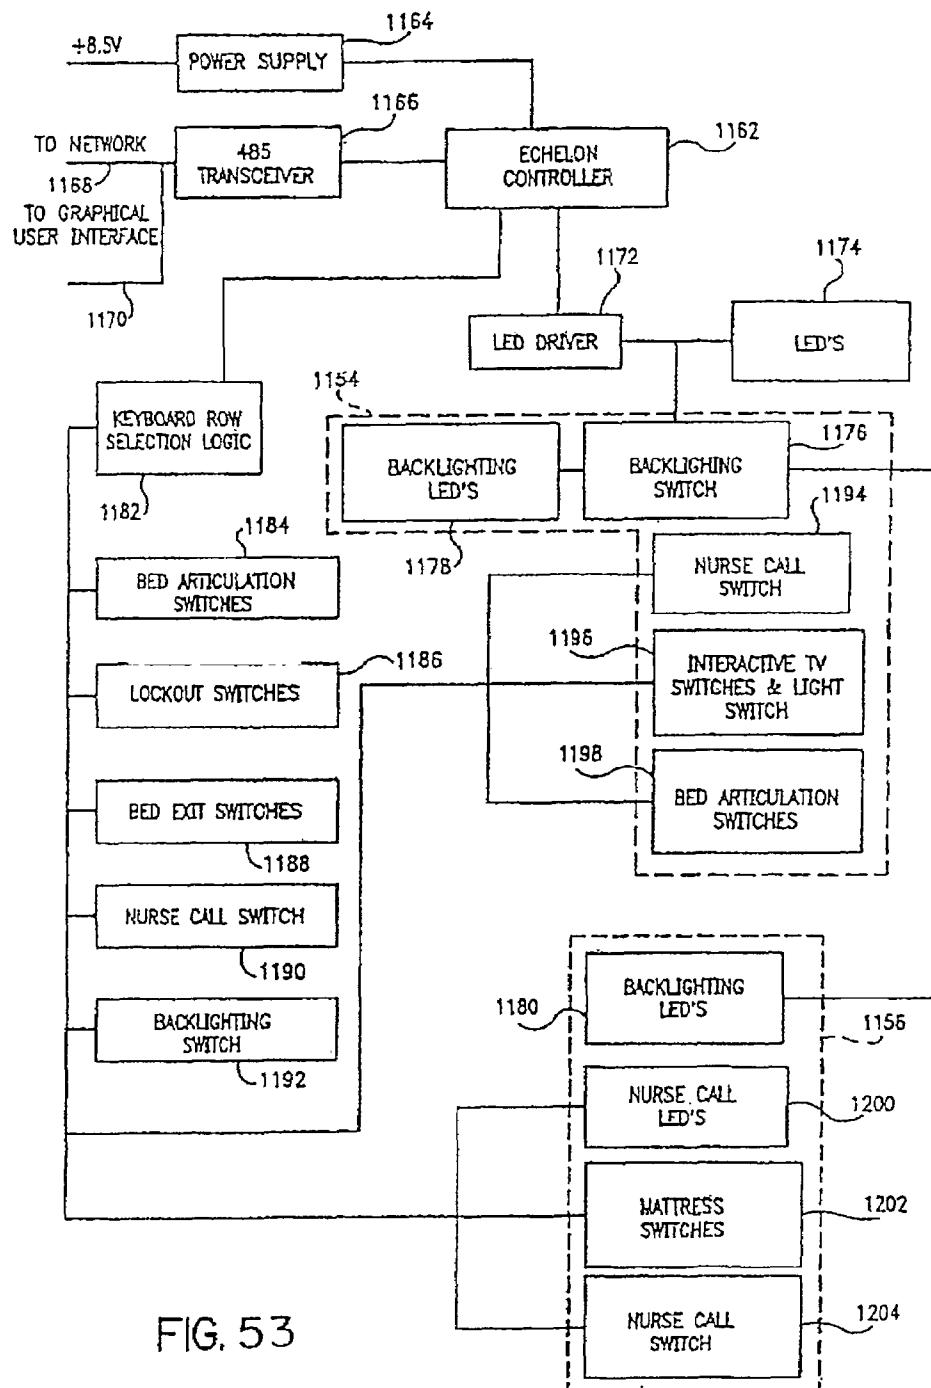 1164
+8.5V
POWER SUPPLY
1166
1162
TO NETWORK
485
TRANSCEIVER
ECHELON
CONTROLLER
1168
TO GRAPHICAL
USER INTERFACE
1172
1174
1170
LED DRIVER
LED'S
1154
KEYBOARD ROW
SELECTION LOGIC
1176
BACKLIGHTING
LED'S
BACKLIGHING
SWITCH
1182
1194
1184
1178
NURSE CALL
SWITCH
BED ARTICULATION
SWITCHES
1196
1186
INTERACTIVE TV
SWITCHES & LIGHT
SWITCH
LOCKOUT SWITCHES
1198
BED EXIT SWITCHES
BED ARTICULATION
SWITCHES
1188
NURSE CALL SWITCH
1190
BACKLIGHTING
LED'S
1180
1156
BACKLIGHTING
SWITCH
1192
NURSE CALL
LED'S
1200
MATTRESS
SWITCHES
1202
NURSE CALL
SWITCH
1204
FIG. 53